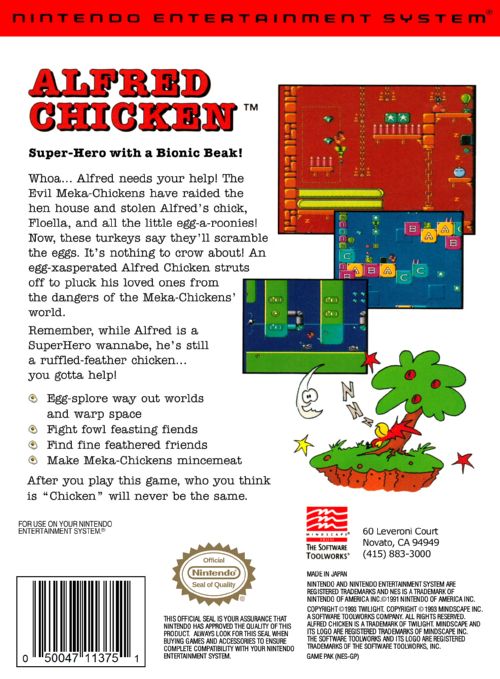 NINTENDO ENTERTAINMENT SYSTEM®
ALFRED
CHICKEN™
Super-Hero with a Bionic Beak!
Whoa... Alfred needs your help! The
Evil Meka-Chickens have raided the
hen house and stolen Alfred's chick,
Floella, and all the little egg-a-roonies!
Now, these turkeys say they'll scramble
the eggs. It's nothing to crow about! An
egg-xasperated Alfred Chicken struts
off to pluck his loved ones from
the dangers of the Meka-Chickens'
world.
Remember, while Alfred is a
SuperHero wannabe, he's still
a ruffled-feather chicken...
you gotta help!
Egg-splore way out worlds
and warp space
Fight fowl feasting fiends
Find fine feathered friends
Make Meka-Chickens mincemeat
After you play this game, who you think
is "Chicken" will never be the same.
B A A
B
C
C A B A C
Z
Z
Z
N
N
Z
FOR USE ON YOUR NINTENDO
ENTERTAINMENT SYSTEM®
0 50047 11375 1
Official
Nintendo®
Seal of Quality
THIS OFFICIAL SEAL IS YOUR ASSURANCE THAT
NINTENDO HAS APPROVED THE QUALITY OF THIS
PRODUCT. ALWAYS LOOK FOR THIS SEAL WHEN
BUYING GAMES AND ACCESSORIES TO ENSURE
COMPLETE COMPATIBILITY WITH YOUR NINTENDO
ENTERTAINMENT SYSTEM.
MINDSCAPE
FROM
THE SOFTWARE
TOOLWORKS®
60 Leveroni Court
Novato, CA 94949
(415) 883-3000
MADE IN JAPAN
NINTENDO AND NINTENDO ENTERTAINMENT SYSTEM ARE
REGISTERED TRADEMARKS AND NES IS A TRADEMARK OF
NINTENDO OF AMERICA INC.©1991 NINTENDO OF AMERICA INC.
COPYRIGHT ©1993 TWILIGHT. COPYRIGHT © 1993 MINDSCAPE INC.
A SOFTWARE TOOLWORKS COMPANY. ALL RIGHTS RESERVED.
ALFRED CHICKEN IS A TRADEMARK OF TWILIGHT. MINDSCAPE AND
ITS LOGO ARE REGISTERED TRADEMARKS OF MINDSCAPE INC.
THE SOFTWARE TOOLWORKS AND ITS LOGO ARE REGISTERED
TRADEMARKS OF THE SOFTWARE TOOLWORKS, INC.
GAME PAK (NES-GP)